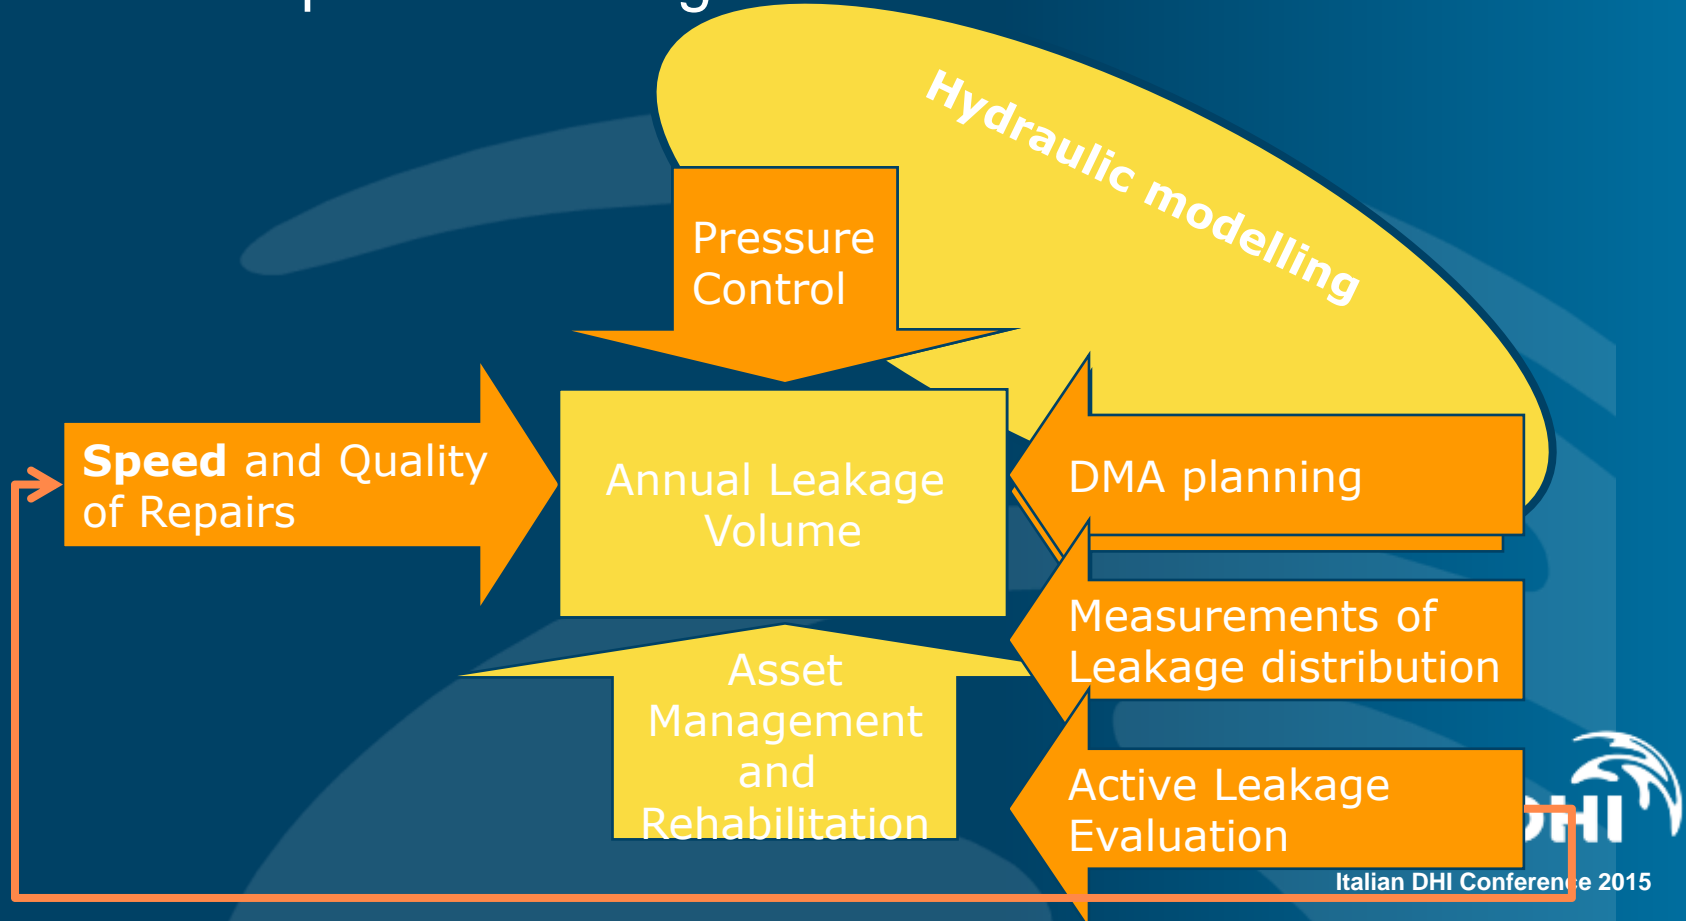 Hydraulic modelling
Pressure
Control
Speed and Quality
of Repairs
Annual Leakage
Volume
DMA planning
Measurements of
Leakage distribution
Asset
Management
and
Rehabilitation
Active Leakage
Evaluation
DHI
Italian DHI Conference 2015